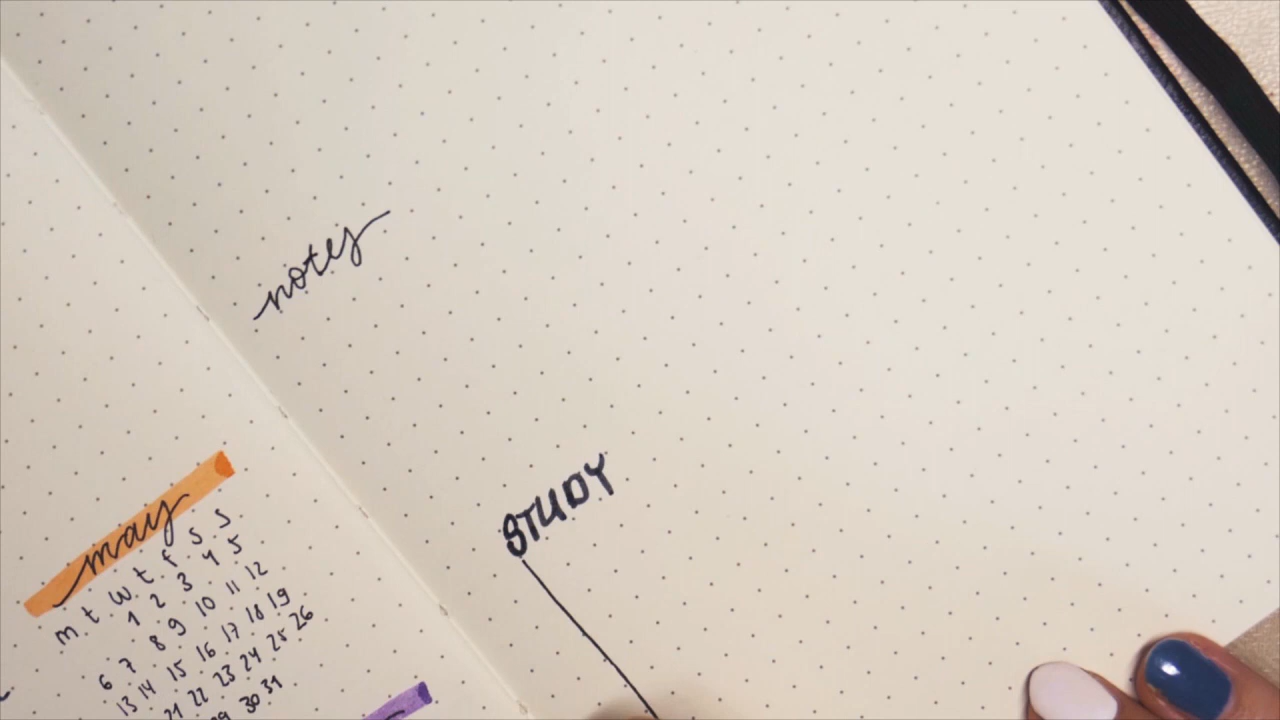 notes
STUDY
may
m t w t f s s
1 2 3 4 5
6 7 8 9 10 11 12
13 14 15 16 17 18 19
21 22 23 24 25 26
30 31